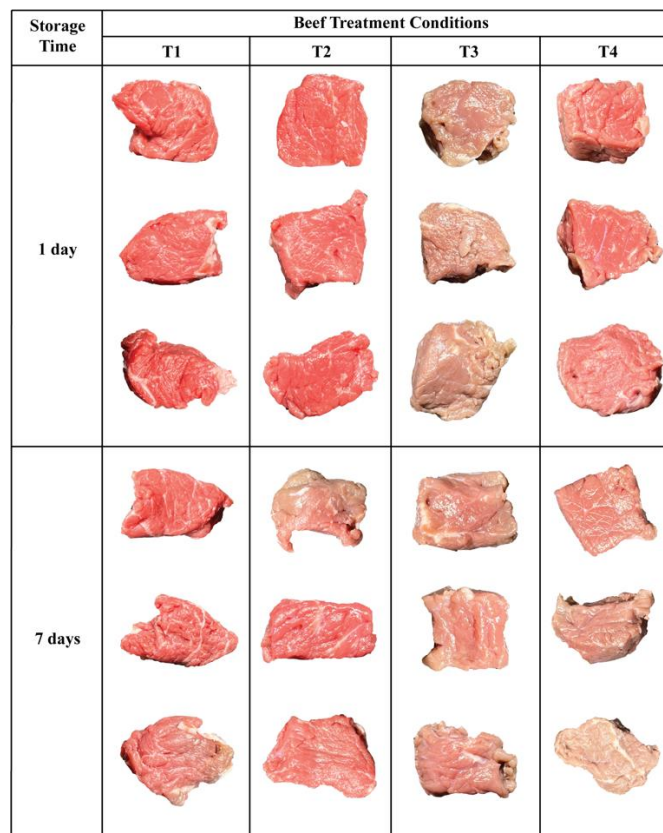 Storage
Time
Beef Treatment Conditions
T1
T2
T3
T4
1 day
7 days